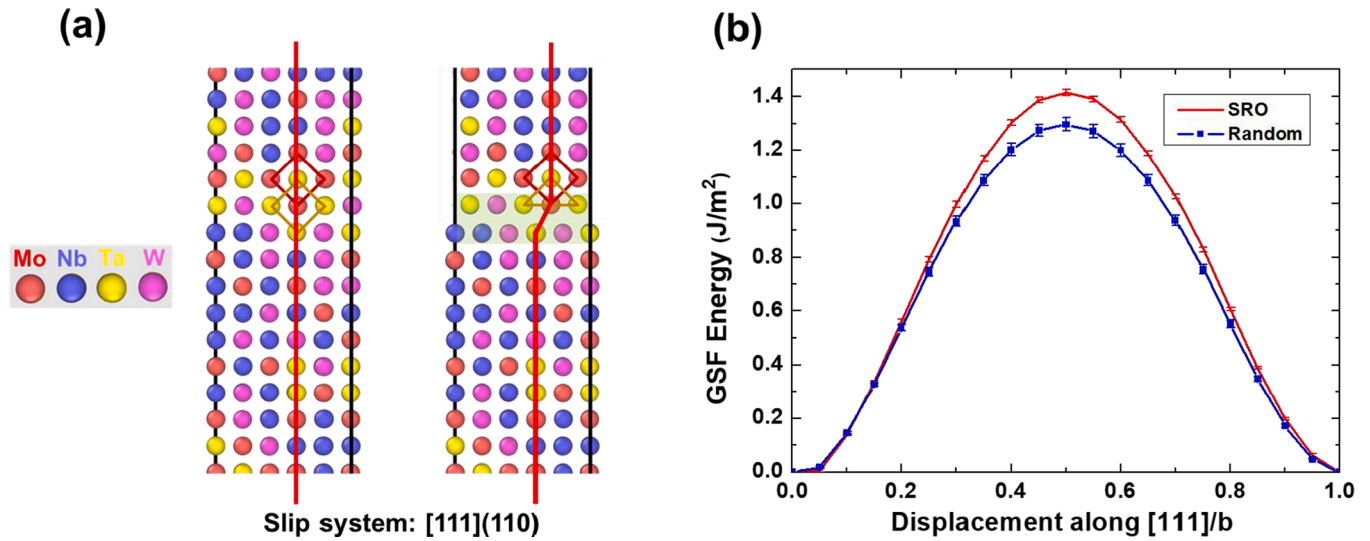 (a)
Mo Nb Ta W
Slip system: [111](110)
(b)
GSF Energy (J/m²)
1.4
1.2
1.0
0.8
0.6
0.4
0.2
0.0
SRO
Random
0.0 0.2 0.4 0.6 0.8 1.0
Displacement along [111]/b